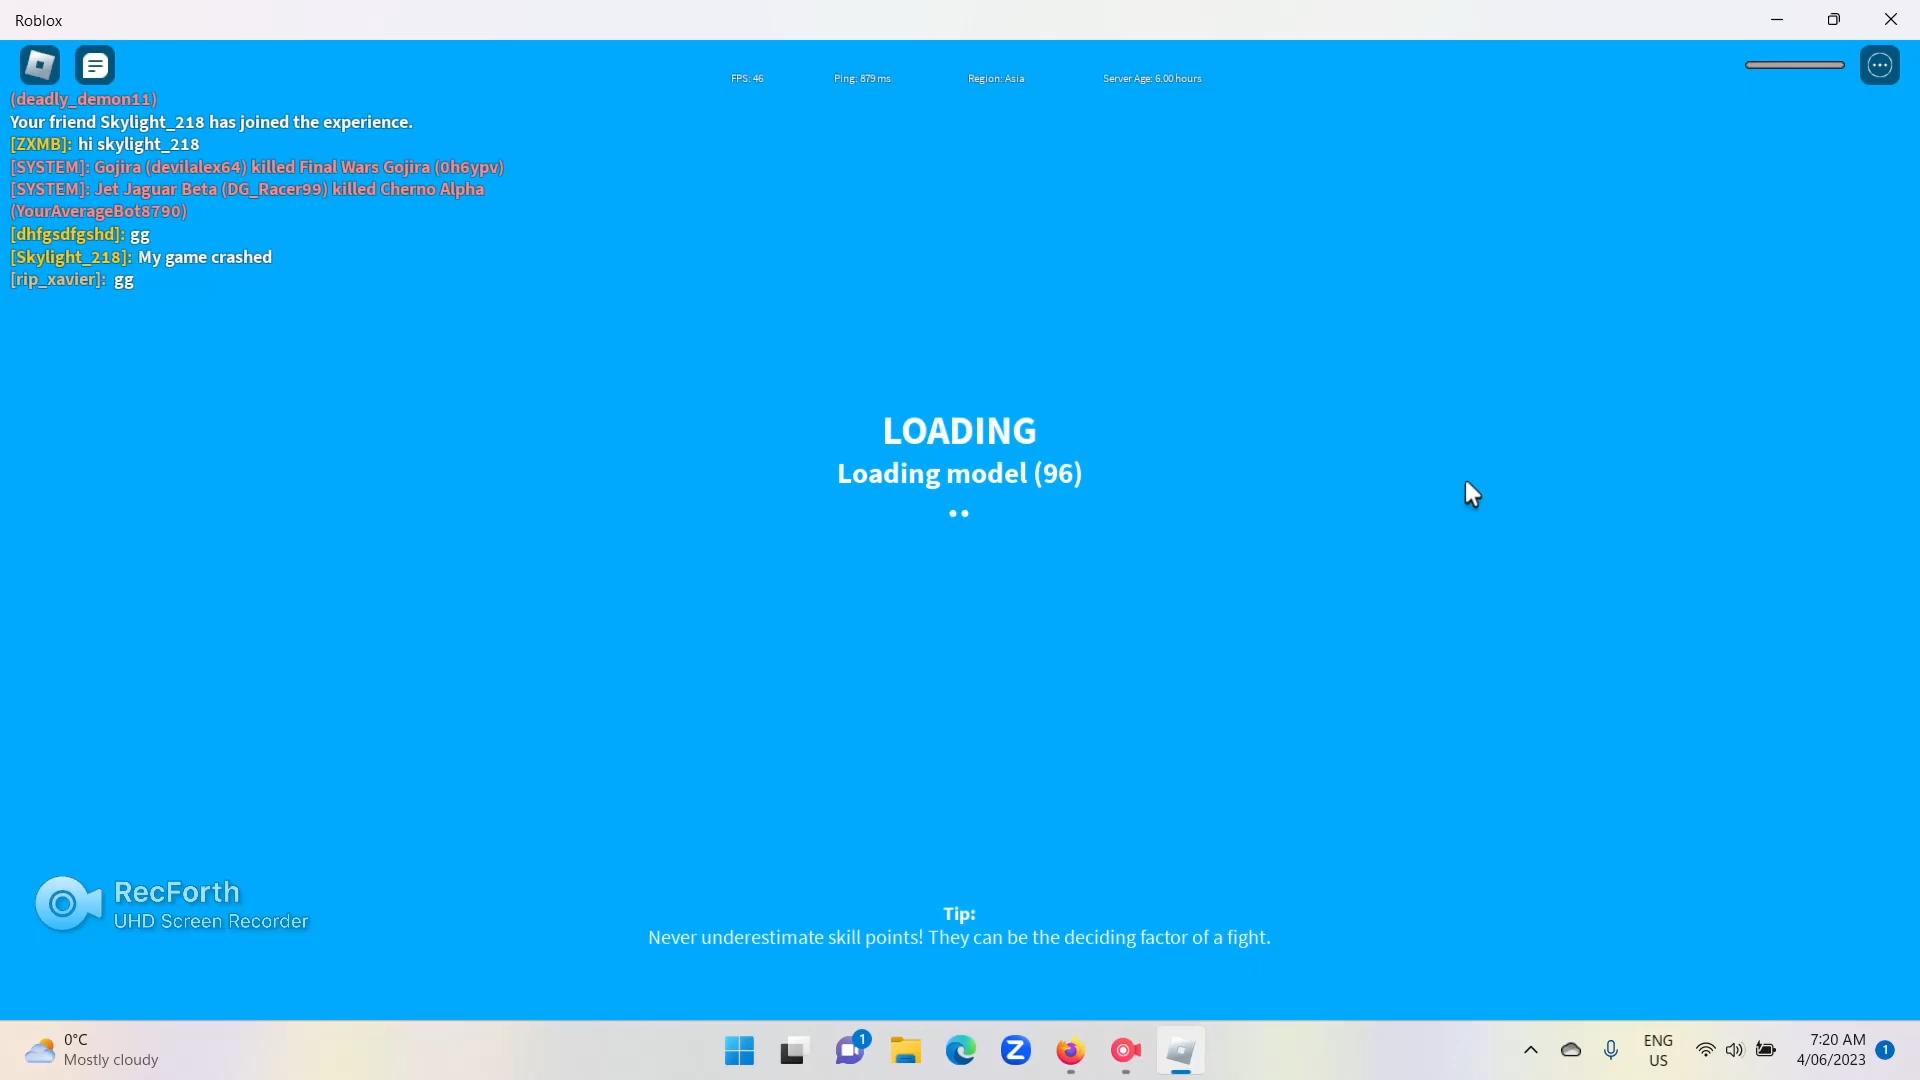 Roblox
FPS: 46
Ping: 879 ms
Region: Asia
Server Age: 6.00 hours
(deadly_demon11)
Your friend Skylight_218 has joined the experience.
[ZXMB]: hi skylight_218
[SYSTEM]: Gojira (devilalex64) killed Final Wars Gojira (0h6ypv)
[SYSTEM]: Jet Jaguar Beta (DG_Racer99) killed Cherno Alpha
(YourAverageBot8790)
[dhfgsdfgshd]: gg
[Skylight_218]: My game crashed
[rip_xavier]: gg
LOADING
Loading model (96)
RecForth
UHD Screen Recorder
Tip:
Never underestimate skill points! They can be the deciding factor of a fight.
0°C
Mostly cloudy
1
Z
ENG
US
7:20 AM
4/06/2023
1